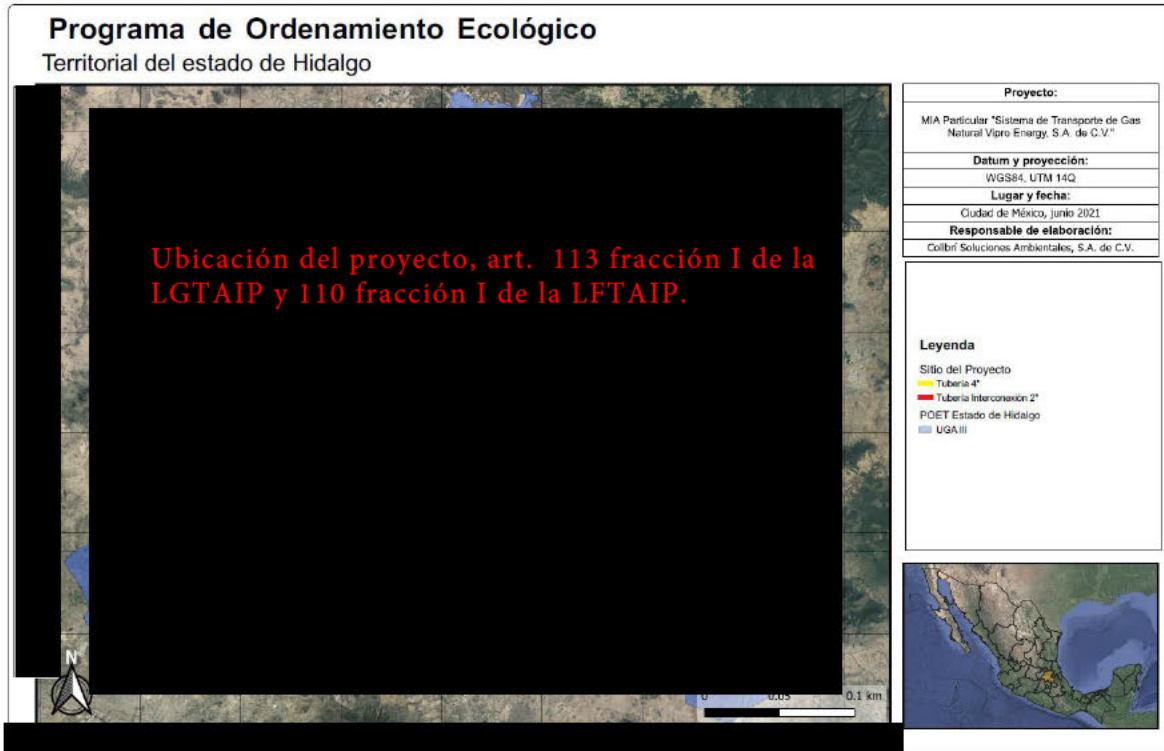 Programa de Ordenamiento Ecológico
Territorial del estado de Hidalgo
Ubicación del proyecto, art. 113 fracción I de la
LGTAIP y 110 fracción I de la LFTAIP.
N
0 0.05 0.1 km
Proyecto:
MIA Particular "Sistema de Transporte de Gas
Natural Vipro Energy, S.A. de C.V."
Datum y proyección:
WGS84, UTM 14Q
Lugar y fecha:
Ciudad de México, junio 2021
Responsable de elaboración:
Colibrí Soluciones Ambientales, S.A. de C.V.
Leyenda
Sitio del Proyecto
Tubería 4"
Tubería Interconexión 2"
POET Estado de Hidalgo
UGA III